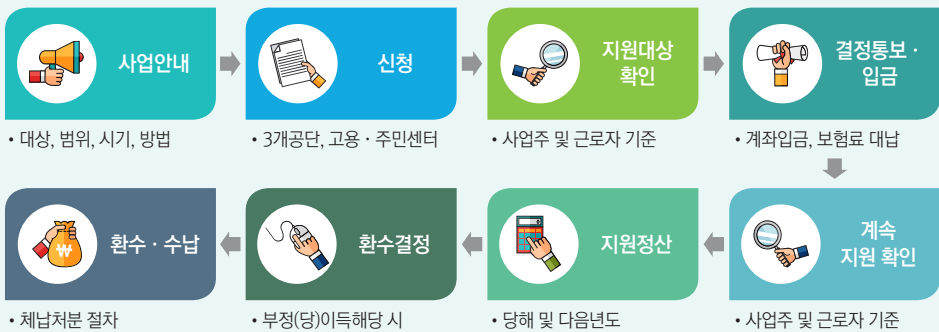 사업안내
• 대상, 범위, 시기, 방법
신청
• 3개공단, 고용 · 주민센터
지원대상
확인
• 사업주 및 근로자 기준
결정통보 ·
입금
• 계좌입금, 보험료 대납
계속
지원 확인
• 사업주 및 근로자 기준
지원정산
• 당해 및 다음년도
환수결정
• 부정(당)이득해당 시
환수 · 수납
₩
• 체납처분 절차